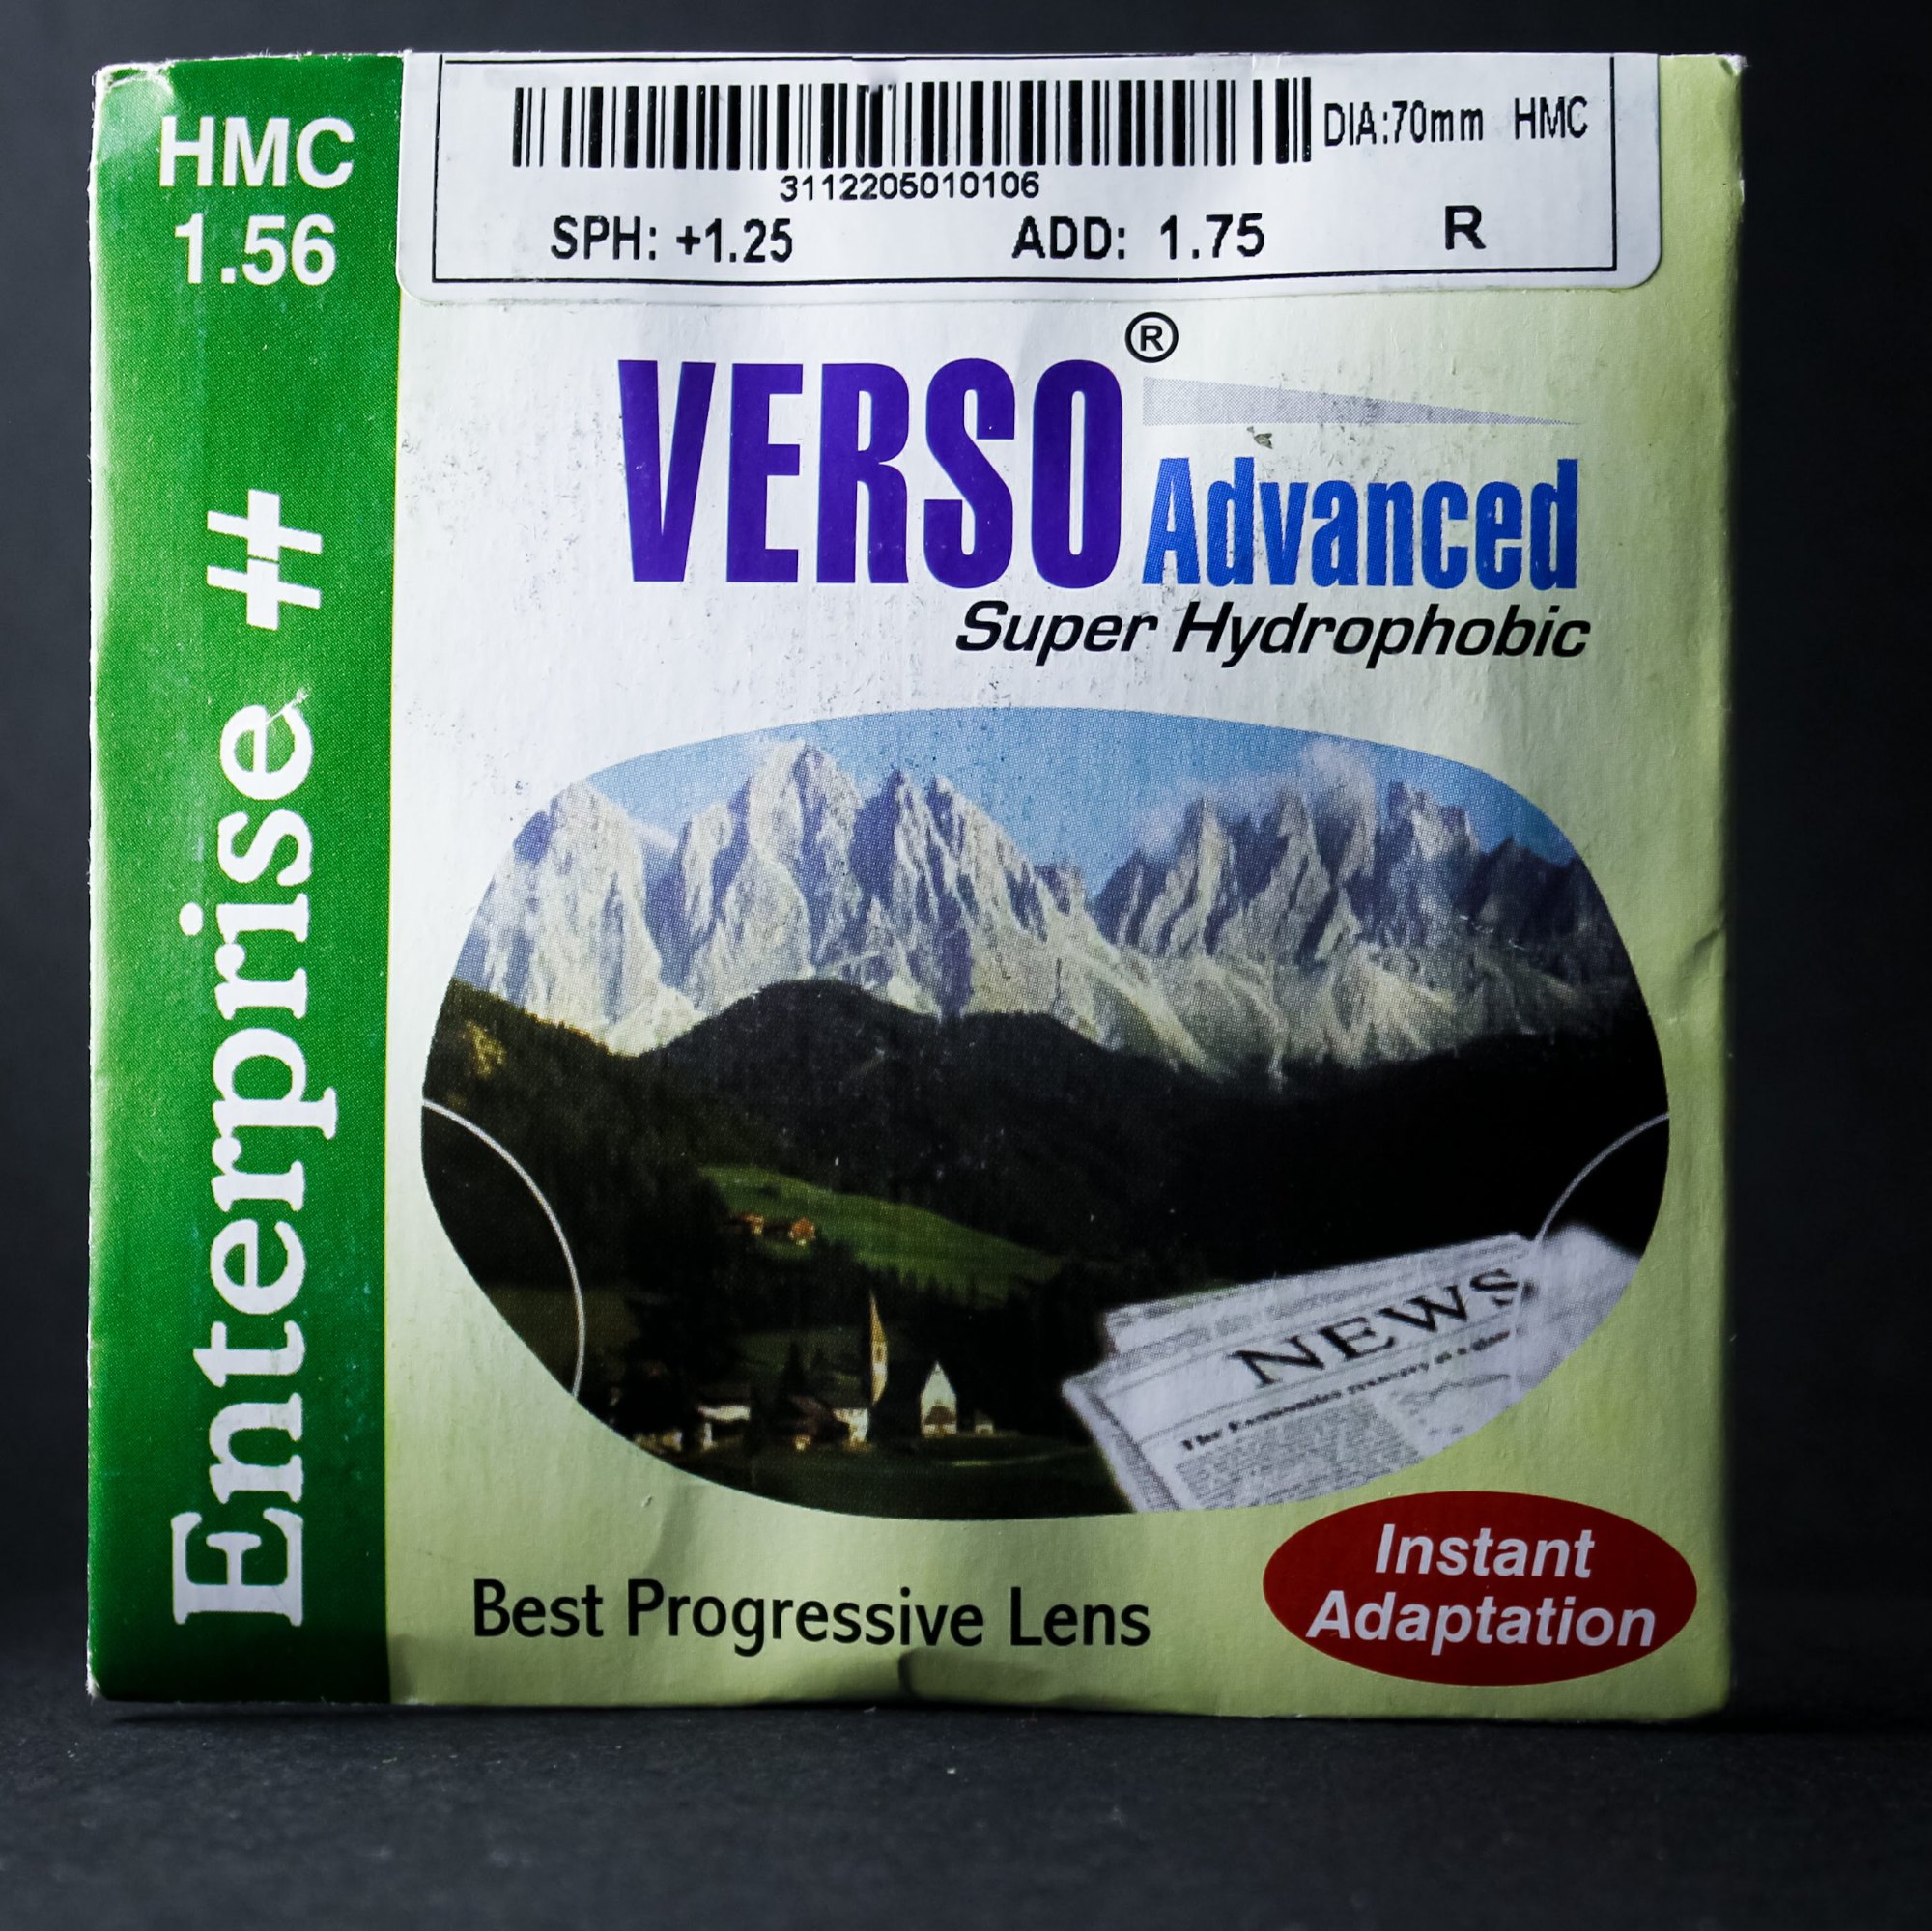 HMC
1.56
Enterprise #
DIA:70mm HMC
3112205010106
SPH: +1.25 ADD: 1.75 R
VERSO®
Advanced
Super Hydrophobic
NEWS
Best Progressive Lens
Instant
Adaptation